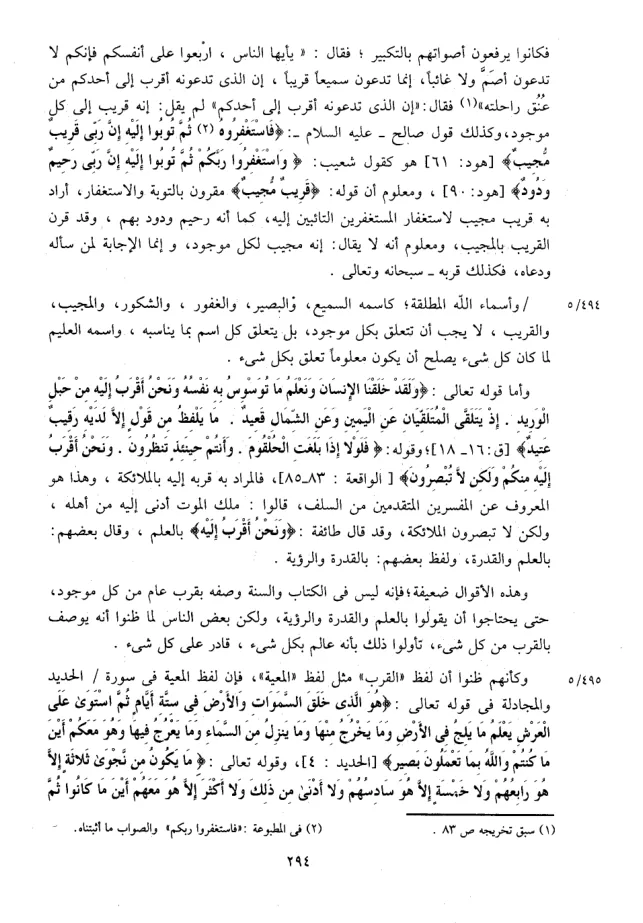 فكانوا يرفعون أصواتهم بالتكبير ؛ فقال : « يأيها الناس ، ارْبعوا على أنفسكم فإنكم لا
تدعون أصَمَّ ولا غائباً، إنما تدعون سميعاً قريباً ، إن الذى تدعونه أقرب إلى أحدكم من
عنُق راحلته»(١) فقال: «إن الذى تدعونه أقرب إلى أحدكم» لم يقل: إنه قريب إلى كل
موجود،وكذلك قول صالح ـ عليه السلام ـ: ﴿فَاسْتَغْفِرُوهُ (٢) ثُمَّ تُوبُوا إِلَيْهِ إِنَّ رَبِّى قَرِيبٌ
مُّجِيبٌ﴾ [هود: ٦١] هو كقول شعيب: ﴿ وَاسْتَغْفِرُوا رَبَّكُمْ ثُمَّ تُوبُوا إِلَيْهِ إِنَّ رَبِّى رَحِيمٌ
وَدُودٌ﴾ [هود: ٩٠] ، ومعلوم أن قوله: ﴿قَرِيبٌ مُّجِيبٌ﴾ مقرون بالتوبة والاستغفار، أراد
به قريب مجيب لاستغفار المستغفرين التائبين إليه، كما أنه رحيم ودود بهم ، وقد قرن
القريب بالمجيب، ومعلوم أنه لا يقال: إنه مجيب لكل موجود، و إنما الإجابة لمن سأله
ودعاه، فكذلك قربه ـ سبحانه وتعالى .
٥/٤٩٤ / وأسماء الله المطلقة؛ كاسمه السميع، والبصير، والغفور ، والشكور، والمجيب،
والقريب ، لا يجب أن تتعلق بكل موجود، بل يتعلق كل اسم بما يناسبه ، واسمه العليم
لما كان كل شىء يصلح أن يكون معلوماً تعلق بكل شىء .
وأما قوله تعالى : ﴿وَلَقَدْ خَلَقْنَا الإِنسَانَ وَنَعْلَمُ مَا تُوَسْوِسُ بِهِ نَفْسُهُ وَنَحْنُ أَقْرَبُ إِلَيْهِ مِنْ حَبْلِ
الْوَرِيدِ . إِذْ يَتَلَقَّى الْمُتَلَقِّيَانِ عَنِ الْيَمِينِ وَعَنِ الشِّمَالِ قَعِيدٌ . مَا يَلْفِظُ مِن قَوْلٍ إِلاَّ لَدَيْهِ رَقِيبٌ
عَتِيدٌ﴾ [ق:١٦ـ ١٨]؛وقوله: ﴿ فَلَوْلا إِذَا بَلَغَتِ الْحُلْقُومَ . وَأَنتُمْ حِينَئِذٍ تَنظُرُونَ . وَنَحْنُ أَقْرَبُ
إِلَيْهِ مِنكُمْ وَلَكِن لاَّ تُبْصِرُونَ﴾ [ الواقعة : ٨٣ـ٨٥]، فالمراد به قربه إليه بالملائكة ، وهذا هو
المعروف عن المفسرين المتقدمين من السلف، قالوا : ملك الموت أدنى إليه من أهله ،
ولكن لا تبصرون الملائكة، وقد قال طائفة : ﴿وَنَحْنُ أَقْرَبُ إِلَيْهِ﴾ بالعلم ، وقال بعضهم:
بالعلم والقدرة، ولفظ بعضهم: بالقدرة والرؤية .
وهذه الأقوال ضعيفة؛فإنه ليس فى الكتاب والسنة وصفه بقرب عام من كل موجود،
حتى يحتاجوا أن يقولوا بالعلم والقدرة والرؤية، ولكن بعض الناس لما ظنوا أنه يوصف
بالقرب من كل شىء، تأولوا ذلك بأنه عالم بكل شىء ، قادر على كل شىء .
٥/٤٩٥ وكأنهم ظنوا أن لفظ «القرب» مثل لفظ «المعية»، فإن لفظ المعية فى سورة / الحديد
والمجادلة فى قوله تعالى : ﴿هُوَ الَّذِى خَلَقَ السَّمَوَاتِ وَالأَرْضَ فِى سِتَّةِ أَيَّامٍ ثُمَّ اسْتَوَىٰ عَلَى
الْعَرْشِ يَعْلَمُ مَا يَلِجُ فِى الأَرْضِ وَمَا يَخْرُجُ مِنْهَا وَمَا يَنزِلُ مِنَ السَّمَاءِ وَمَا يَعْرُجُ فِيهَا وَهُوَ مَعَكُمْ أَيْنَ
مَا كُنتُمْ وَاللَّهُ بِمَا تَعْمَلُونَ بَصِيرٌ﴾ [الحديد : ٤]، وقوله تعالى : ﴿ مَا يَكُونُ مِن نَّجْوَىٰ ثَلاثَةٍ إِلاَّ
هُوَ رَابِعُهُمْ وَلا خَمْسَةٍ إِلاَّ هُوَ سَادِسُهُمْ وَلا أَدْنَىٰ مِن ذَلِكَ وَلا أَكْثَرَ إِلاَّ هُوَ مَعَهُمْ أَيْنَ مَا كَانُوا ثُمَّ
(١) سبق تخريجه ص ٨٣ . (٢) فى المطبوعة :«فاستغفروا ربكم» والصواب ما أثبتناه.
٢٩٤